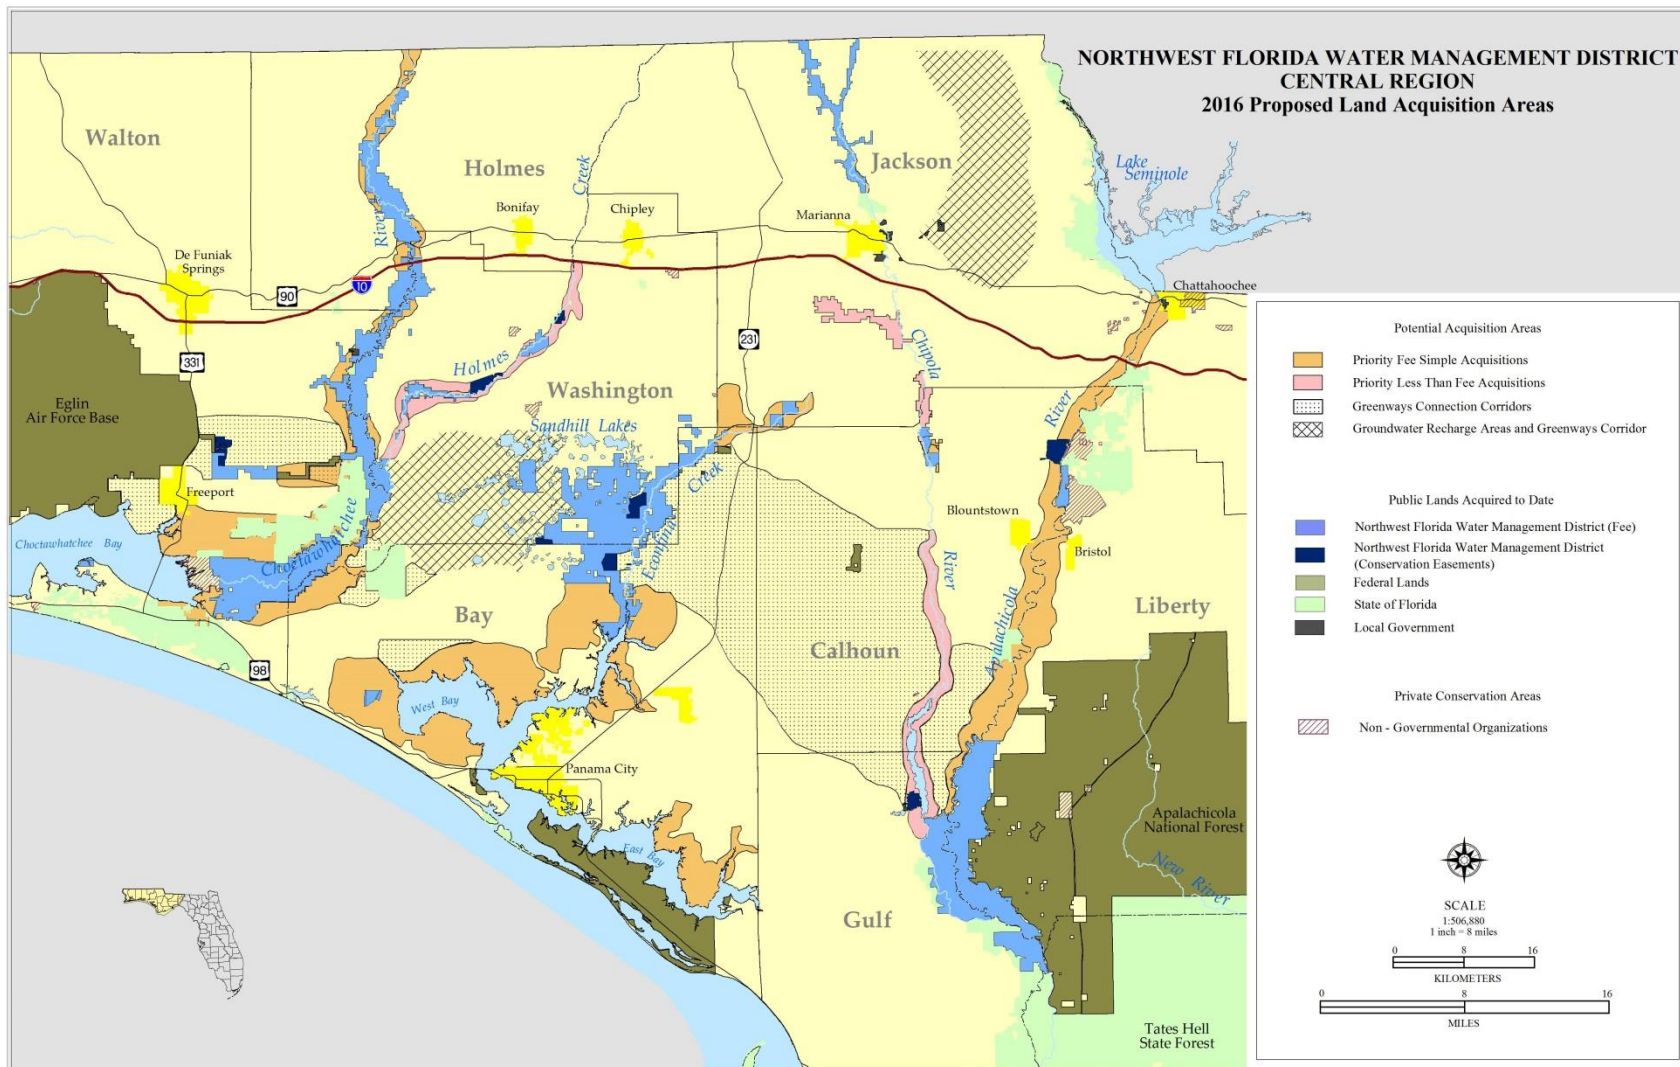 NORTHWEST FLORIDA WATER MANAGEMENT DISTRICT
CENTRAL REGION
2016 Proposed Land Acquisition Areas
Walton
Holmes
Jackson
Creek
Lake
Seminole
River
Bonifay
Chipley
Marianna
De Funiak
Springs
10
90
Chattahoochee
331
231
Holmes
Chipola
Washington
Eglin
Air Force Base
Sandhill Lakes
River
Creek
Freeport
Blountstown
Choctawhatchee Bay
Choctawhatchee
Econfina
River
Bristol
Apalachicola
Bay
Liberty
Calhoun
98
West Bay
Panama City
East Bay
Apalachicola
National Forest
New River
Gulf
Tates Hell
State Forest
Potential Acquisition Areas
Priority Fee Simple Acquisitions
Priority Less Than Fee Acquisitions
Greenways Connection Corridors
Groundwater Recharge Areas and Greenways Corridor
Public Lands Acquired to Date
Northwest Florida Water Management District (Fee)
Northwest Florida Water Management District
(Conservation Easements)
Federal Lands
State of Florida
Local Government
Private Conservation Areas
Non - Governmental Organizations
SCALE
1:506,880
1 inch = 8 miles
0 8 16
KILOMETERS
0 8 16
MILES